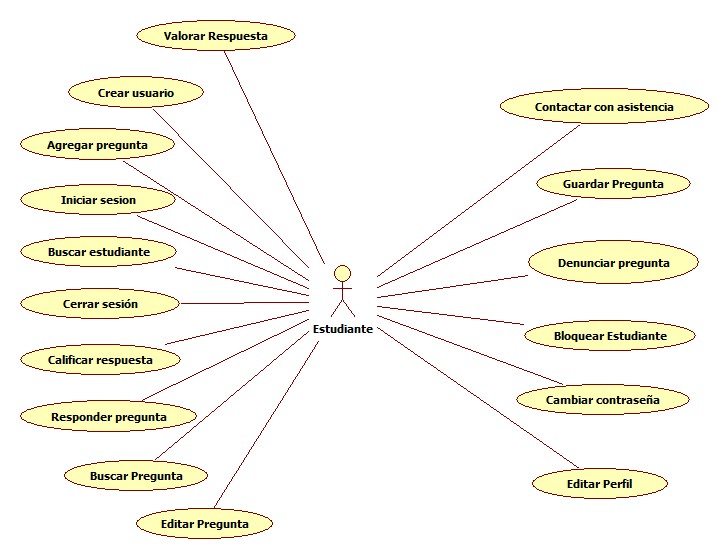 Valorar Respuesta
Crear usuario
Agregar pregunta
Iniciar sesion
Buscar estudiante
Cerrar sesión
Calificar respuesta
Responder pregunta
Buscar Pregunta
Editar Pregunta
Estudiante
Contactar con asistencia
Guardar Pregunta
Denunciar pregunta
Bloquear Estudiante
Cambiar contraseña
Editar Perfil